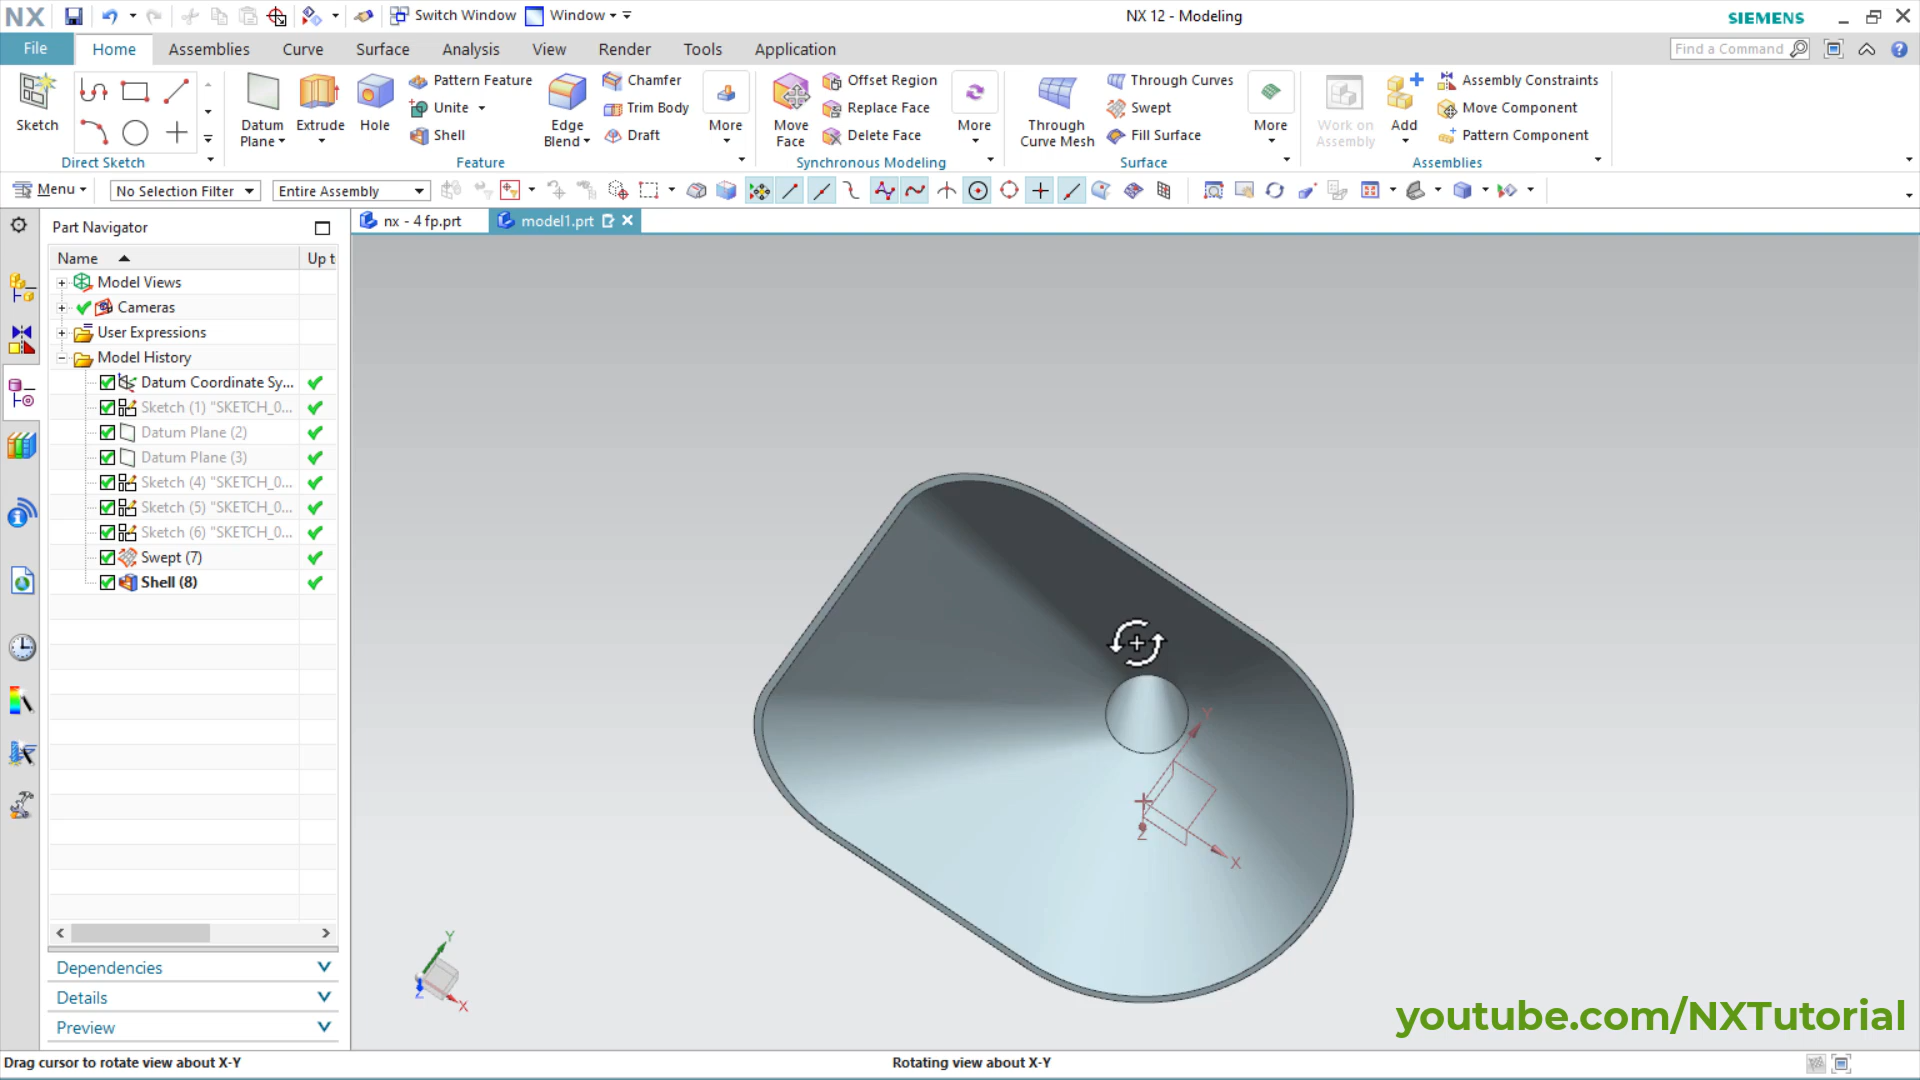 NX
Switch Window
Window
NX 12 - Modeling
SIEMENS
File
Home
Assemblies
Curve
Surface
Analysis
View
Render
Tools
Application
Find a Command
Sketch
Direct Sketch
Datum
Plane
Extrude
Hole
Pattern Feature
Unite
Shell
Edge
Blend
Chamfer
Trim Body
Draft
More
Feature
Move
Face
Offset Region
Replace Face
Delete Face
More
Synchronous Modeling
Through
Curve Mesh
Through Curves
Swept
Fill Surface
More
Surface
Work on
Assembly
Add
Assembly Constraints
Move Component
Pattern Component
Assemblies
Menu
No Selection Filter
Entire Assembly
Part Navigator
nx - 4 fp.prt
model1.prt
Name
Up t
Model Views
Cameras
User Expressions
Model History
Datum Coordinate Sy...
Sketch (1) "SKETCH_0...
Datum Plane (2)
Datum Plane (3)
Sketch (4) "SKETCH_0...
Sketch (5) "SKETCH_0...
Sketch (6) "SKETCH_0...
Swept (7)
Shell (8)
Dependencies
Details
Preview
Y
Z
X
Y
Z
X
youtube.com/NXTutorial
Drag cursor to rotate view about X-Y
Rotating view about X-Y